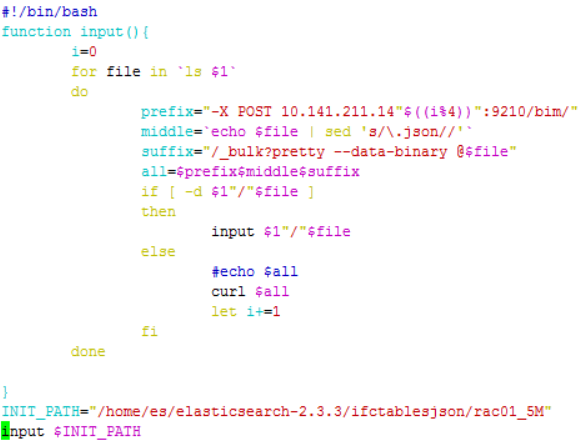 #!/bin/bash
function input(){
        i=0
        for file in `ls $1`
        do
                prefix="-X POST 10.141.211.14"$((i%4))":9210/bim/"
                middle=`echo $file | sed 's/\.json//'`
                suffix="/_bulk?pretty --data-binary @$file"
                all=$prefix$middle$suffix
                if [ -d $1"/"$file ]
                then
                        input $1"/"$file
                else
                        #echo $all
                        curl $all
                        let i+=1
                fi
        done
}
INIT_PATH="/home/es/elasticsearch-2.3.3/ifctablesjson/rac01_5M"
input $INIT_PATH